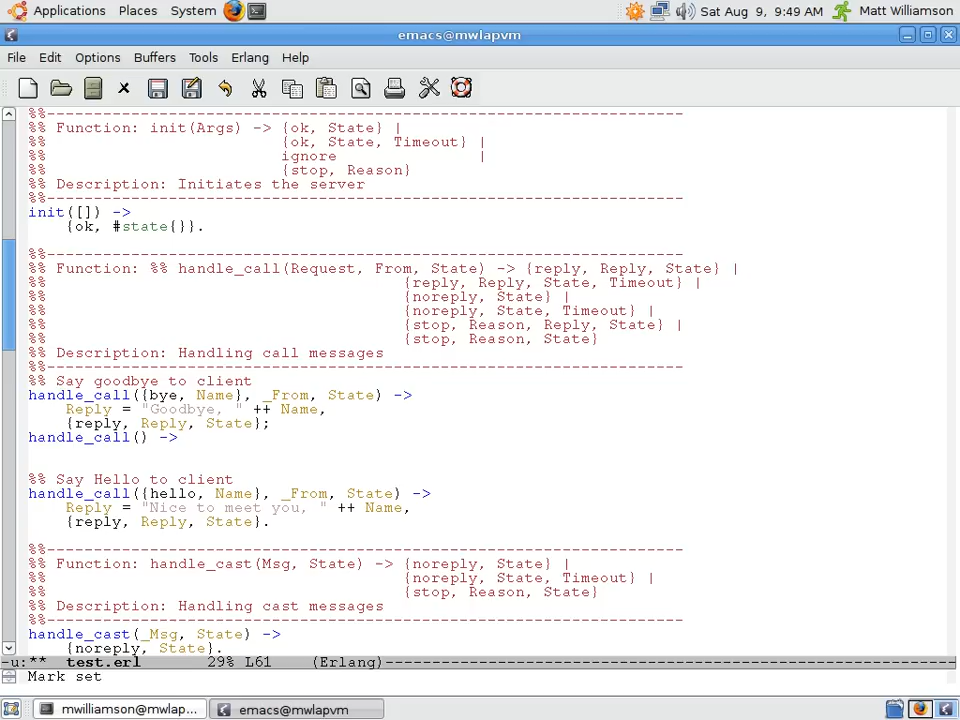 Applications Places System Sat Aug 9, 9:49 AM Matt Williamson
emacs@mwlapvm
File Edit Options Buffers Tools Erlang Help
%%--------------------------------------------------------------------
%% Function: init(Args) -> {ok, State} |
%%                         {ok, State, Timeout} |
%%                         ignore               |
%%                         {stop, Reason}
%% Description: Initiates the server
%%--------------------------------------------------------------------
init([]) ->
    {ok, #state{}}.
%%--------------------------------------------------------------------
%% Function: %% handle_call(Request, From, State) -> {reply, Reply, State} |
%%                                      {reply, Reply, State, Timeout} |
%%                                      {noreply, State} |
%%                                      {noreply, State, Timeout} |
%%                                      {stop, Reason, Reply, State} |
%%                                      {stop, Reason, State}
%% Description: Handling call messages
%%--------------------------------------------------------------------
%% Say goodbye to client
handle_call({bye, Name}, _From, State) ->
    Reply = "Goodbye, " ++ Name,
    {reply, Reply, State};
handle_call() ->
%% Say Hello to client
handle_call({hello, Name}, _From, State) ->
    Reply = "Nice to meet you, " ++ Name,
    {reply, Reply, State}.
%%--------------------------------------------------------------------
%% Function: handle_cast(Msg, State) -> {noreply, State} |
%%                                      {noreply, State, Timeout} |
%%                                      {stop, Reason, State}
%% Description: Handling cast messages
%%--------------------------------------------------------------------
handle_cast(_Msg, State) ->
    {noreply, State}.
-u:**  test.erl       29% L61    (Erlang)-------------------------------------------------------------
Mark set
mwilliamson@mwlap... emacs@mwlapvm